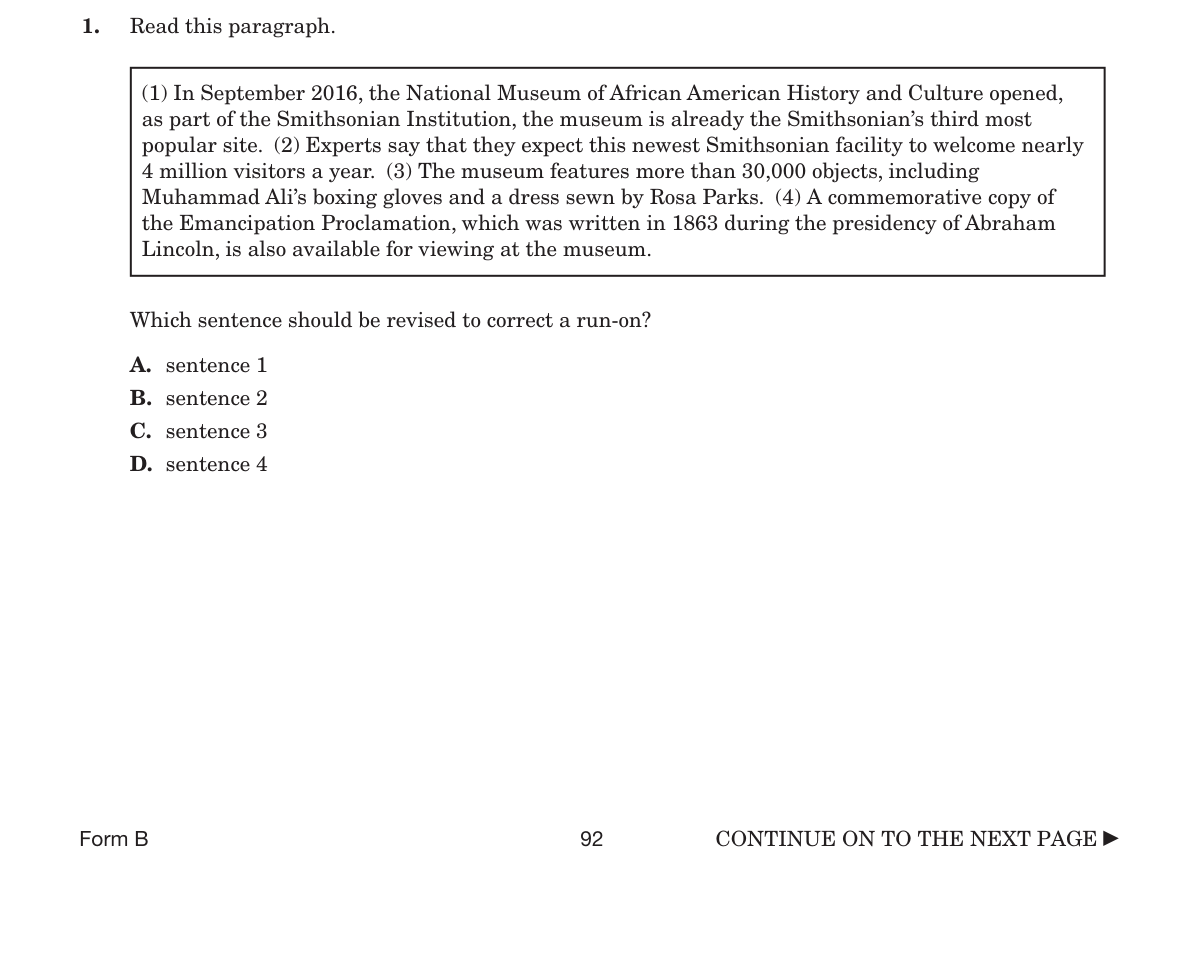 1. Read this paragraph.
(1) In September 2016, the National Museum of African American History and Culture opened,
as part of the Smithsonian Institution, the museum is already the Smithsonian’s third most
popular site. (2) Experts say that they expect this newest Smithsonian facility to welcome nearly
4 million visitors a year. (3) The museum features more than 30,000 objects, including
Muhammad Ali’s boxing gloves and a dress sewn by Rosa Parks. (4) A commemorative copy of
the Emancipation Proclamation, which was written in 1863 during the presidency of Abraham
Lincoln, is also available for viewing at the museum.
Which sentence should be revised to correct a run-on?
A. sentence 1
B. sentence 2
C. sentence 3
D. sentence 4
Form B 92 CONTINUE ON TO THE NEXT PAGE ►